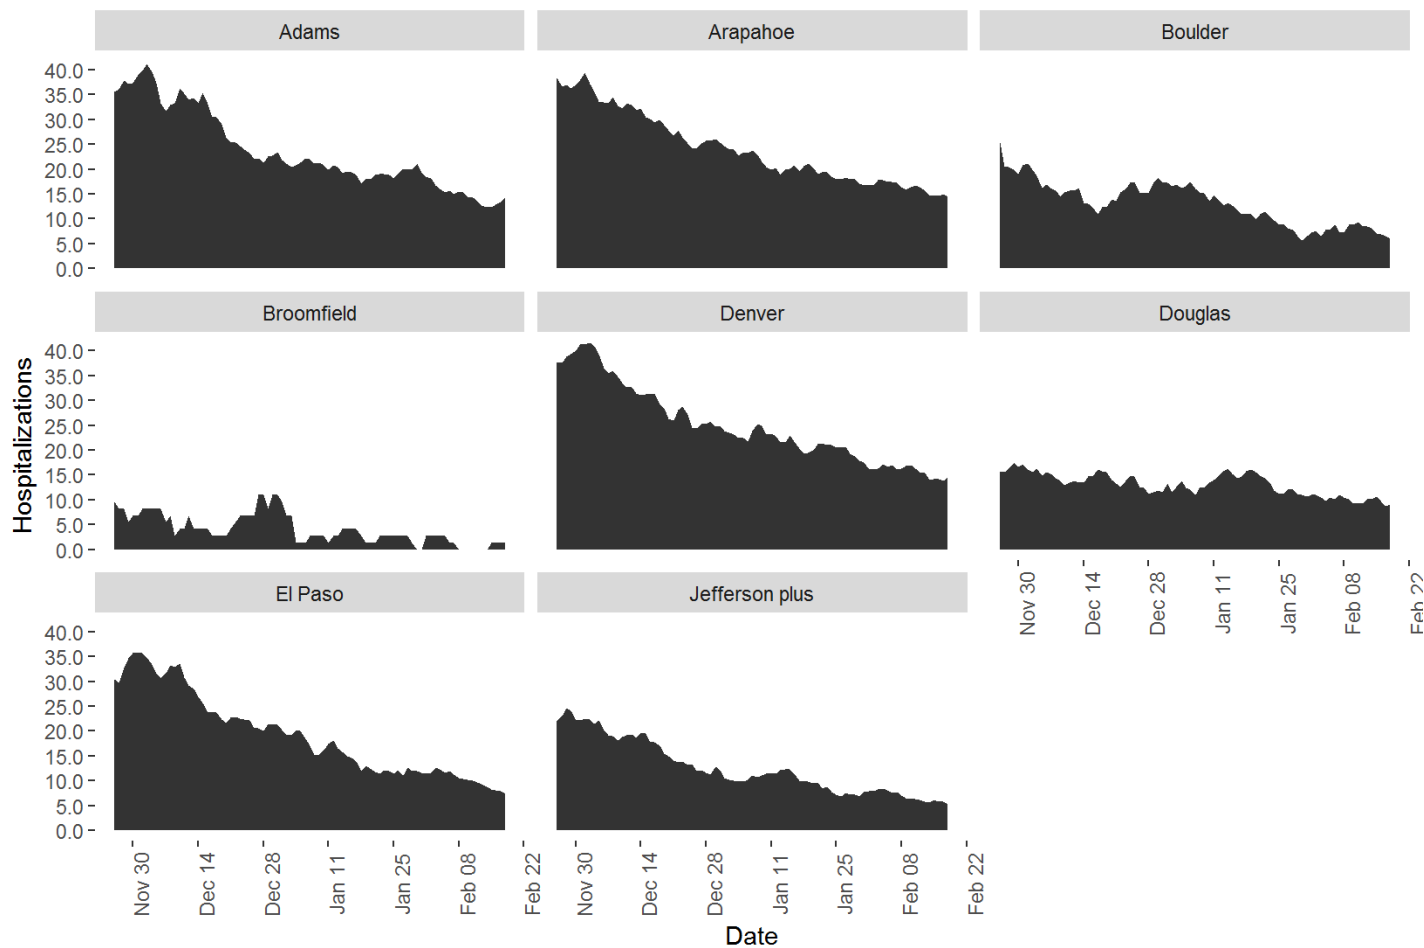 Adams
Arapahoe
Boulder
40.0
35.0
30.0
25.0
20.0
15.0
10.0
5.0
0.0
Broomfield
Denver
Douglas
40.0
35.0
30.0
25.0
20.0
15.0
10.0
5.0
0.0
Hospitalizations
Nov 30
Dec 14
Dec 28
Jan 11
Jan 25
Feb 08
Feb 22
El Paso
Jefferson plus
40.0
35.0
30.0
25.0
20.0
15.0
10.0
5.0
0.0
Nov 30
Dec 14
Dec 28
Jan 11
Jan 25
Feb 08
Feb 22
Nov 30
Dec 14
Dec 28
Jan 11
Jan 25
Feb 08
Feb 22
Date